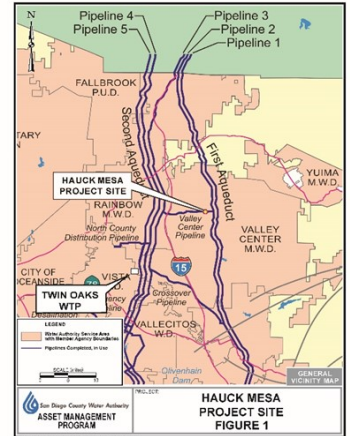 N
Pipeline 4
Pipeline 5
Pipeline 3
Pipeline 2
Pipeline 1
FALLBROOK
P.U.D.
Second Aqueduct
First Aqueduct
HAUCK MESA
PROJECT SITE
YUIMA
M.W.D.
RAINBOW
M.W.D.
North County
Distribution Pipeline
Valley
Center
Pipeline
VALLEY
CENTER
M.W.D.
15
CITY OF
OCEANSIDE
78
VISTA
TWIN OAKS
WTP
Crossover
Pipeline
VALLECITOS
W.D.
Olivenhain
Dam
LEGEND
Water Authority Service Area
with Member Agency Boundaries
Pipelines Completed, in Use
GENERAL
VICINITY MAP
San Diego County Water Authority
ASSET MANAGEMENT
PROGRAM
PROJECT:
HAUCK MESA
PROJECT SITE
FIGURE 1